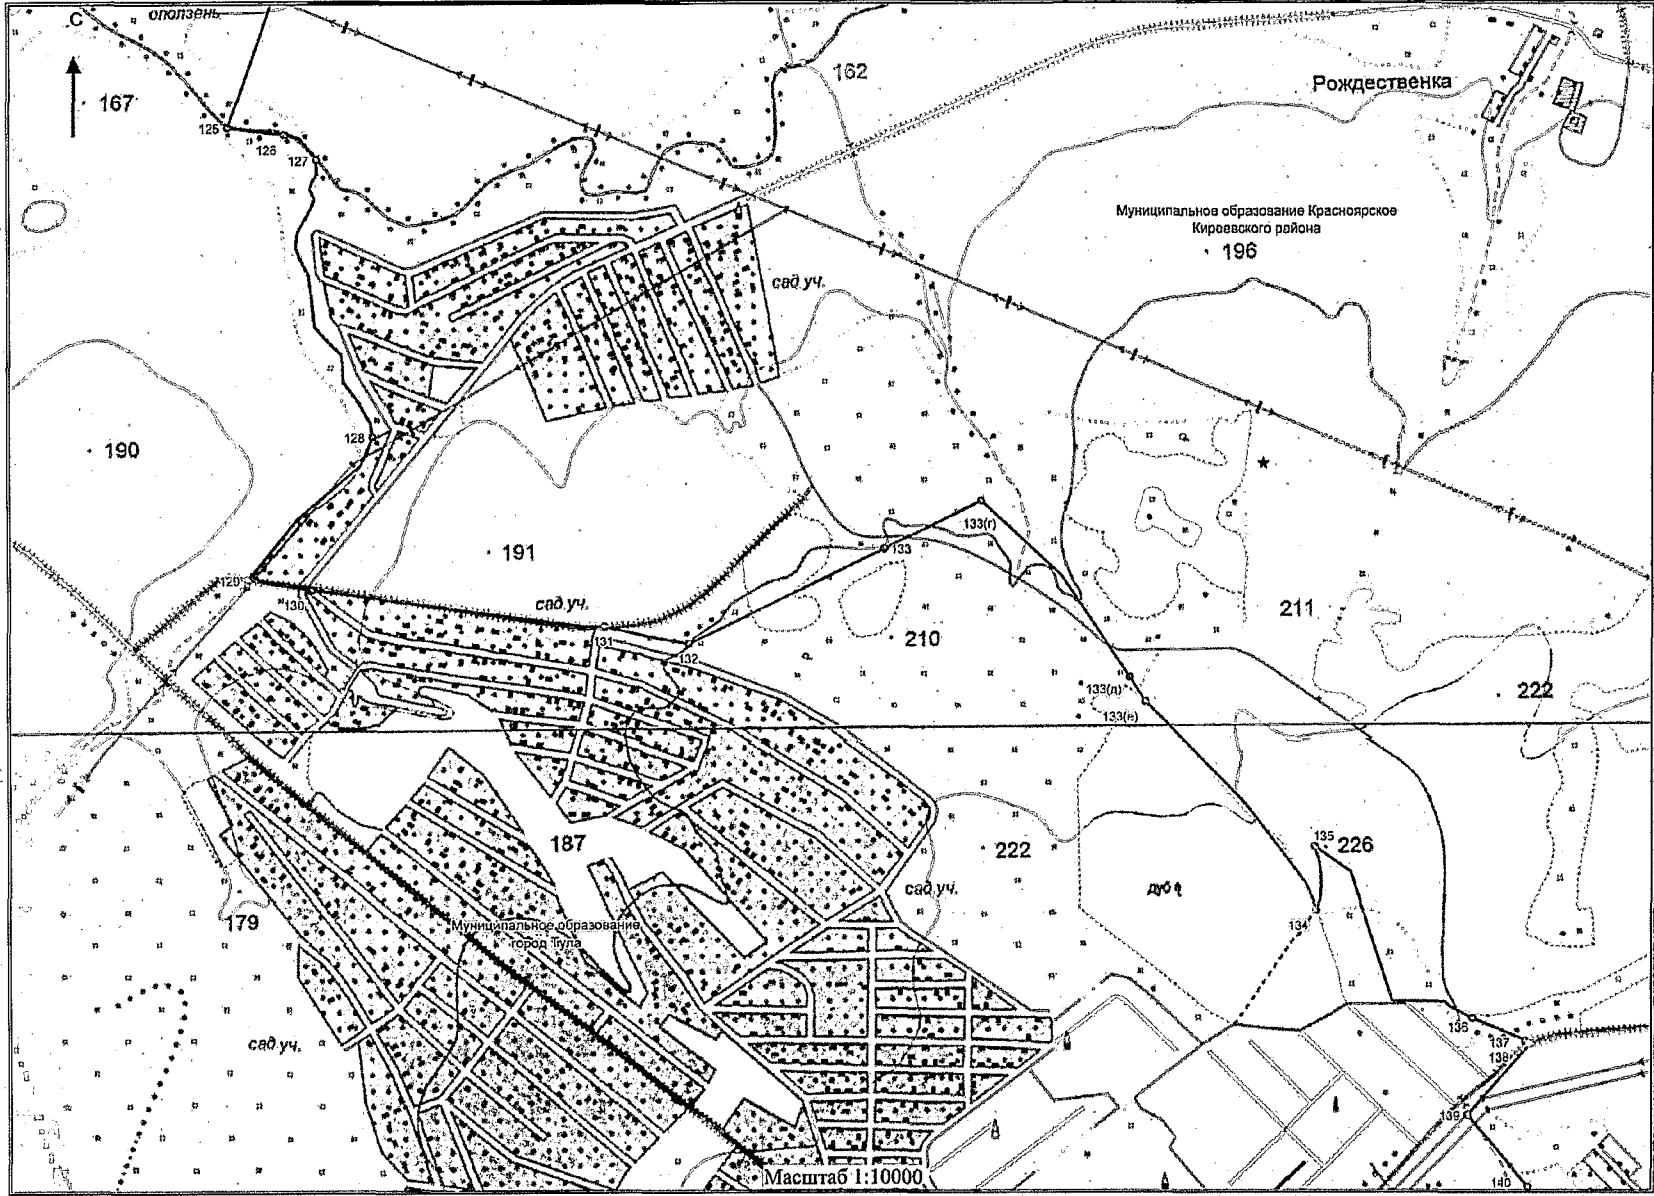 оползень
С
162
167
Рождественка
125
126
127
Муниципальное образование Красноярское
Киреевского района
196
сад уч.
128
190
133(г)
191
133
129
130
сад уч.
211
131
210
132
222
133(д)
133(е)
135
226
187
222
сад уч.
дуб
179
Муниципальное образование
город Тула
134
136
сад уч.
137
138
139
Масштаб 1:10000
140